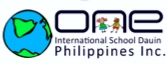 ONE
International School Dauin
Philippines Inc.